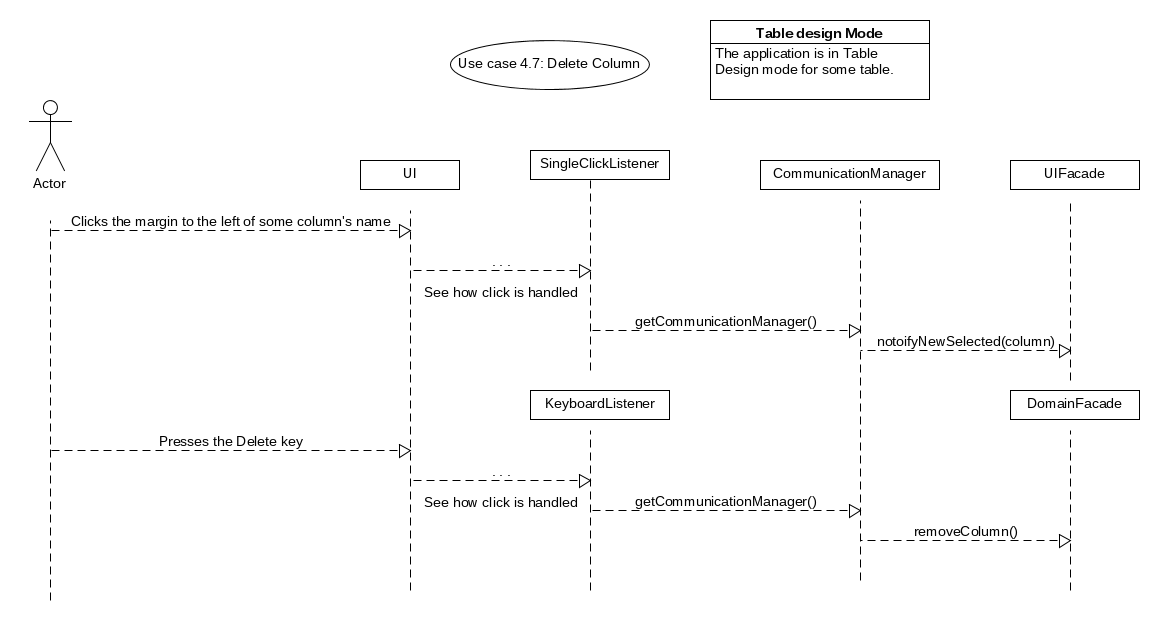 Table design Mode
The application is in Table
Design mode for some table.
Use case 4.7: Delete Column
Actor
UI
SingleClickListener
CommunicationManager
UIFacade
Clicks the margin to the left of some column's name
. . .
See how click is handled
getCommunicationManager()
notoifyNewSelected(column)
KeyboardListener
DomainFacade
Presses the Delete key
. . .
See how click is handled
getCommunicationManager()
removeColumn()